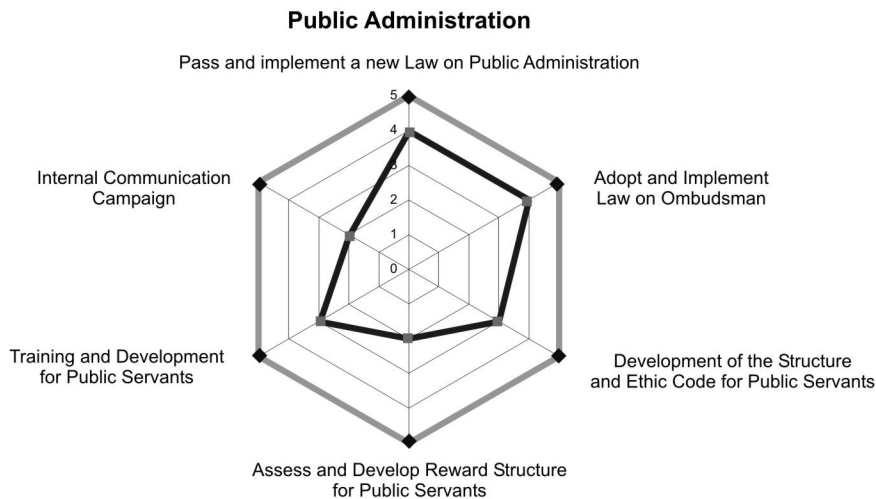 Public Administration
Pass and implement a new Law on Public Administration
5
4
3
2
1
0
Internal Communication
Campaign
Adopt and Implement
Law on Ombudsman
Training and Development
for Public Servants
Development of the Structure
and Ethic Code for Public Servants
Assess and Develop Reward Structure
for Public Servants